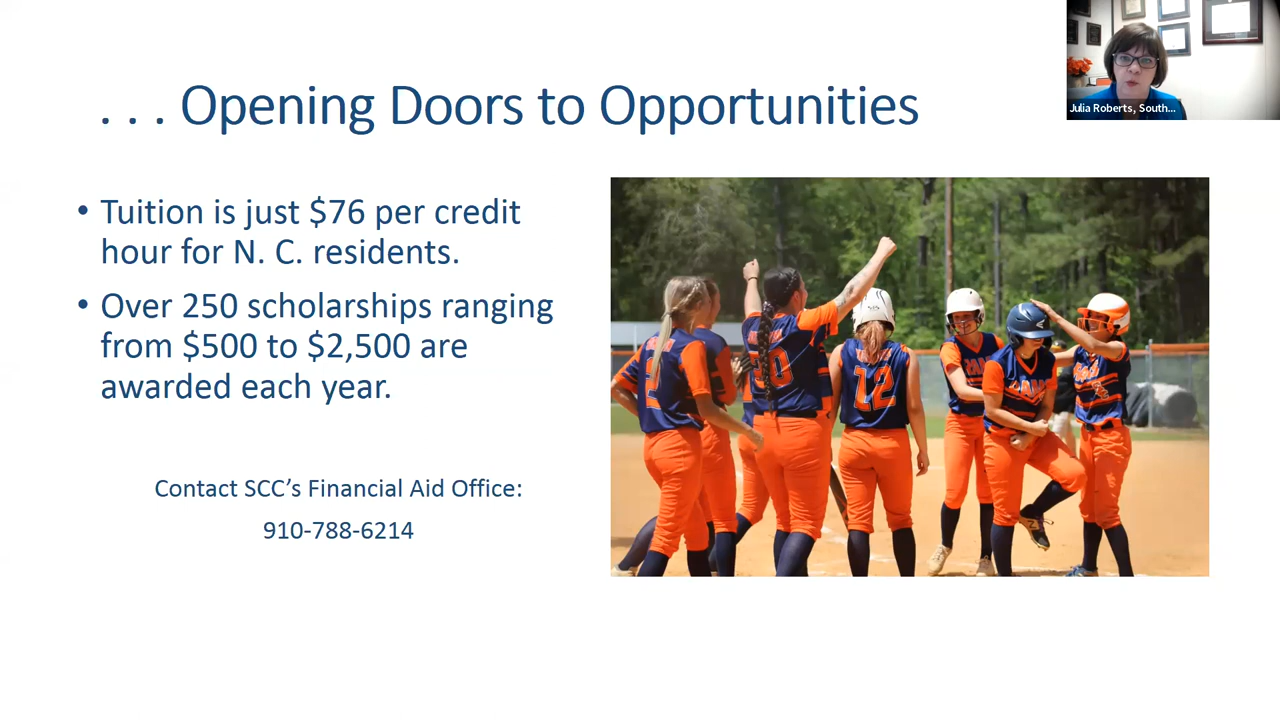 . . . Opening Doors to Opportunities
Julia Roberts, South...
• Tuition is just $76 per credit
hour for N. C. residents.
• Over 250 scholarships ranging
from $500 to $2,500 are
awarded each year.
Contact SCC’s Financial Aid Office:
910-788-6214
2
12